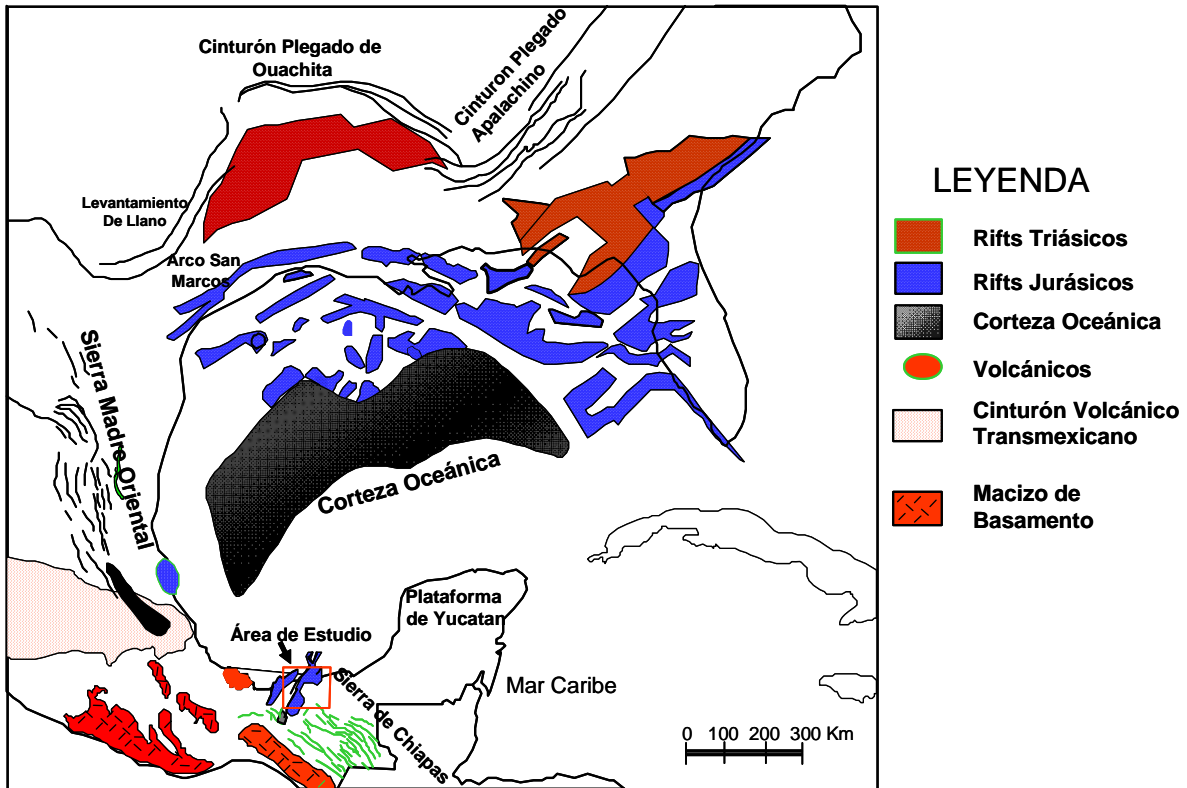 Cinturón Plegado de
Ouachita
Cinturon Plegado
Apalachino
Levantamiento
De Llano
Arco San
Marcos
Sierra Madre Oriental
Corteza Oceánica
Plataforma
de Yucatan
Área de Estudio
Sierra de Chiapas
Mar Caribe
0 100 200 300 Km
LEYENDA
Rifts Triásicos
Rifts Jurásicos
Corteza Oceánica
Volcánicos
Cinturón Volcánico
Transmexicano
Macizo de
Basamento